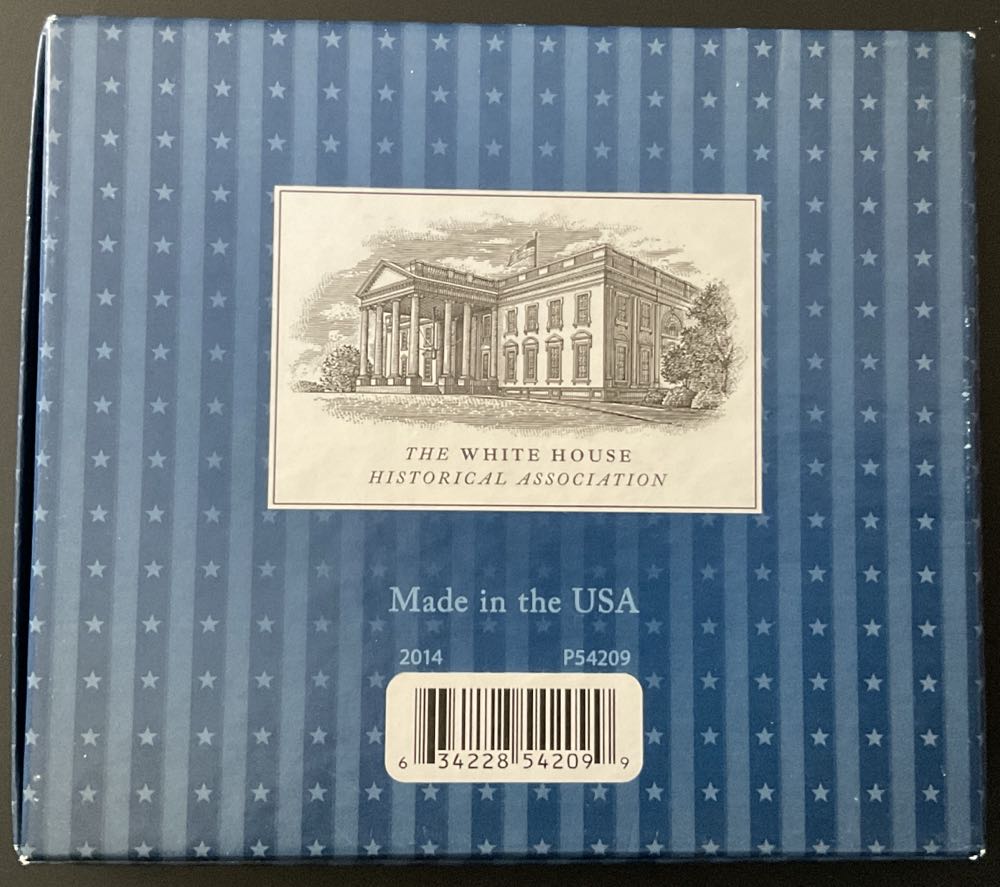 THE WHITE HOUSE
HISTORICAL ASSOCIATION
Made in the USA
2014 P54209
6 34228 54209 9